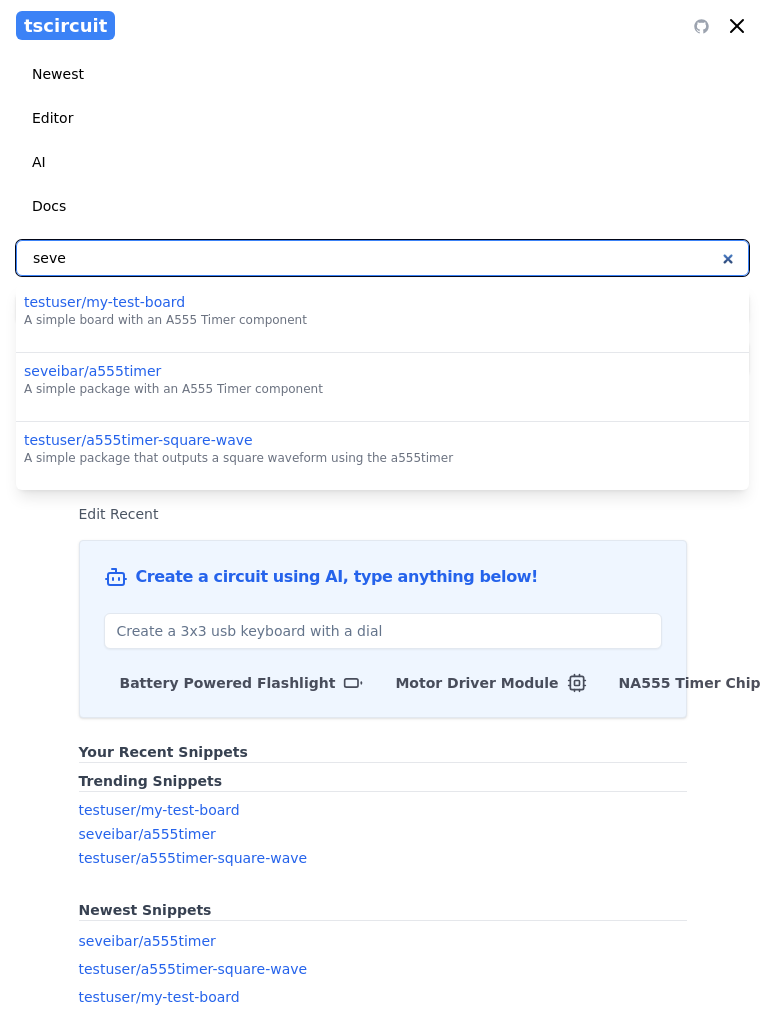 tscircuit
Newest
Editor
AI
Docs
seve
testuser/my-test-board
A simple board with an A555 Timer component
seveibar/a555timer
A simple package with an A555 Timer component
testuser/a555timer-square-wave
A simple package that outputs a square waveform using the a555timer
Edit Recent
Create a circuit using AI, type anything below!
Create a 3x3 usb keyboard with a dial
Battery Powered Flashlight Motor Driver Module NA555 Timer Chip
Your Recent Snippets
Trending Snippets
testuser/my-test-board
seveibar/a555timer
testuser/a555timer-square-wave
Newest Snippets
seveibar/a555timer
testuser/a555timer-square-wave
testuser/my-test-board